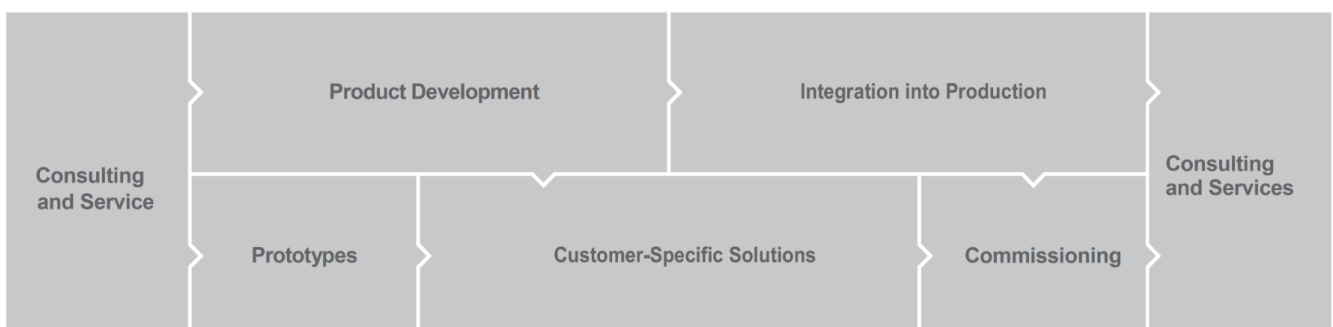 Consulting
and Service
Product Development
Integration into Production
Prototypes
Customer-Specific Solutions
Commissioning
Consulting
and Services